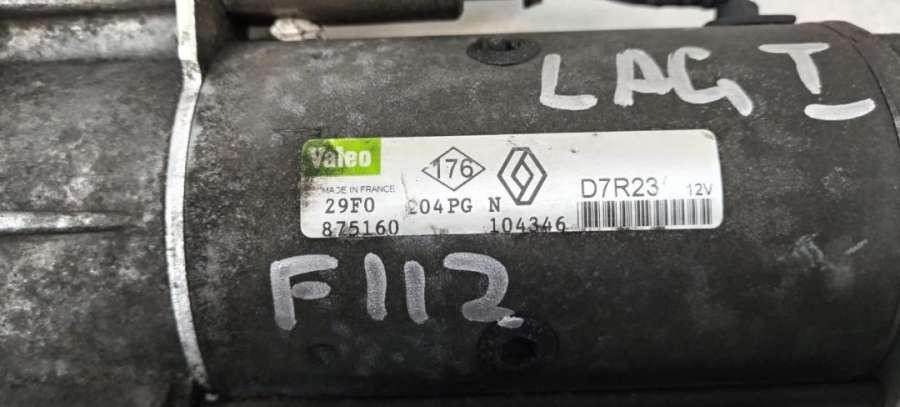 LAG I
Valeo
176
D7R23
12V
MADE IN FRANCE
29F0 204PG N
875160 104346
F112